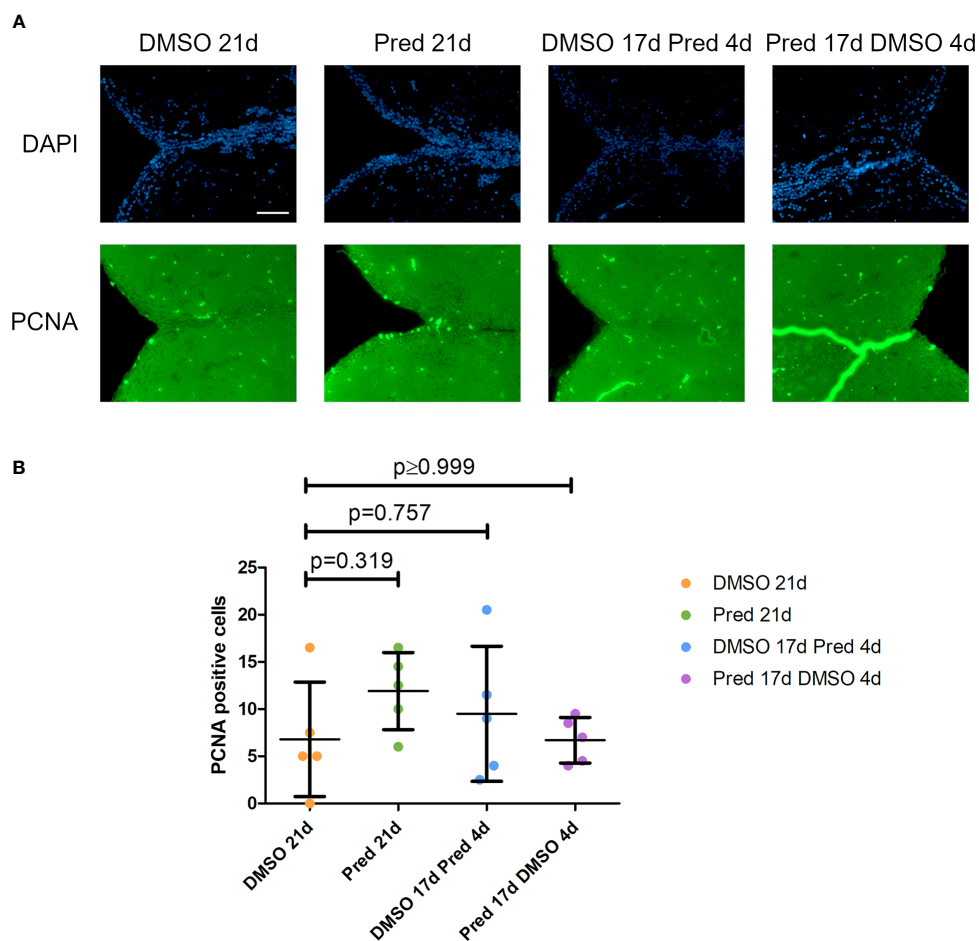 A
DMSO 21d
Pred 21d
DMSO 17d Pred 4d
Pred 17d DMSO 4d
DAPI
PCNA
B
p≥0.999
p=0.757
p=0.319
PCNA positive cells
25
20
15
10
5
0
DMSO 21d
Pred 21d
DMSO 17d Pred 4d
Pred 17d DMSO 4d
DMSO 21d
Pred 21d
DMSO 17d Pred 4d
Pred 17d DMSO 4d